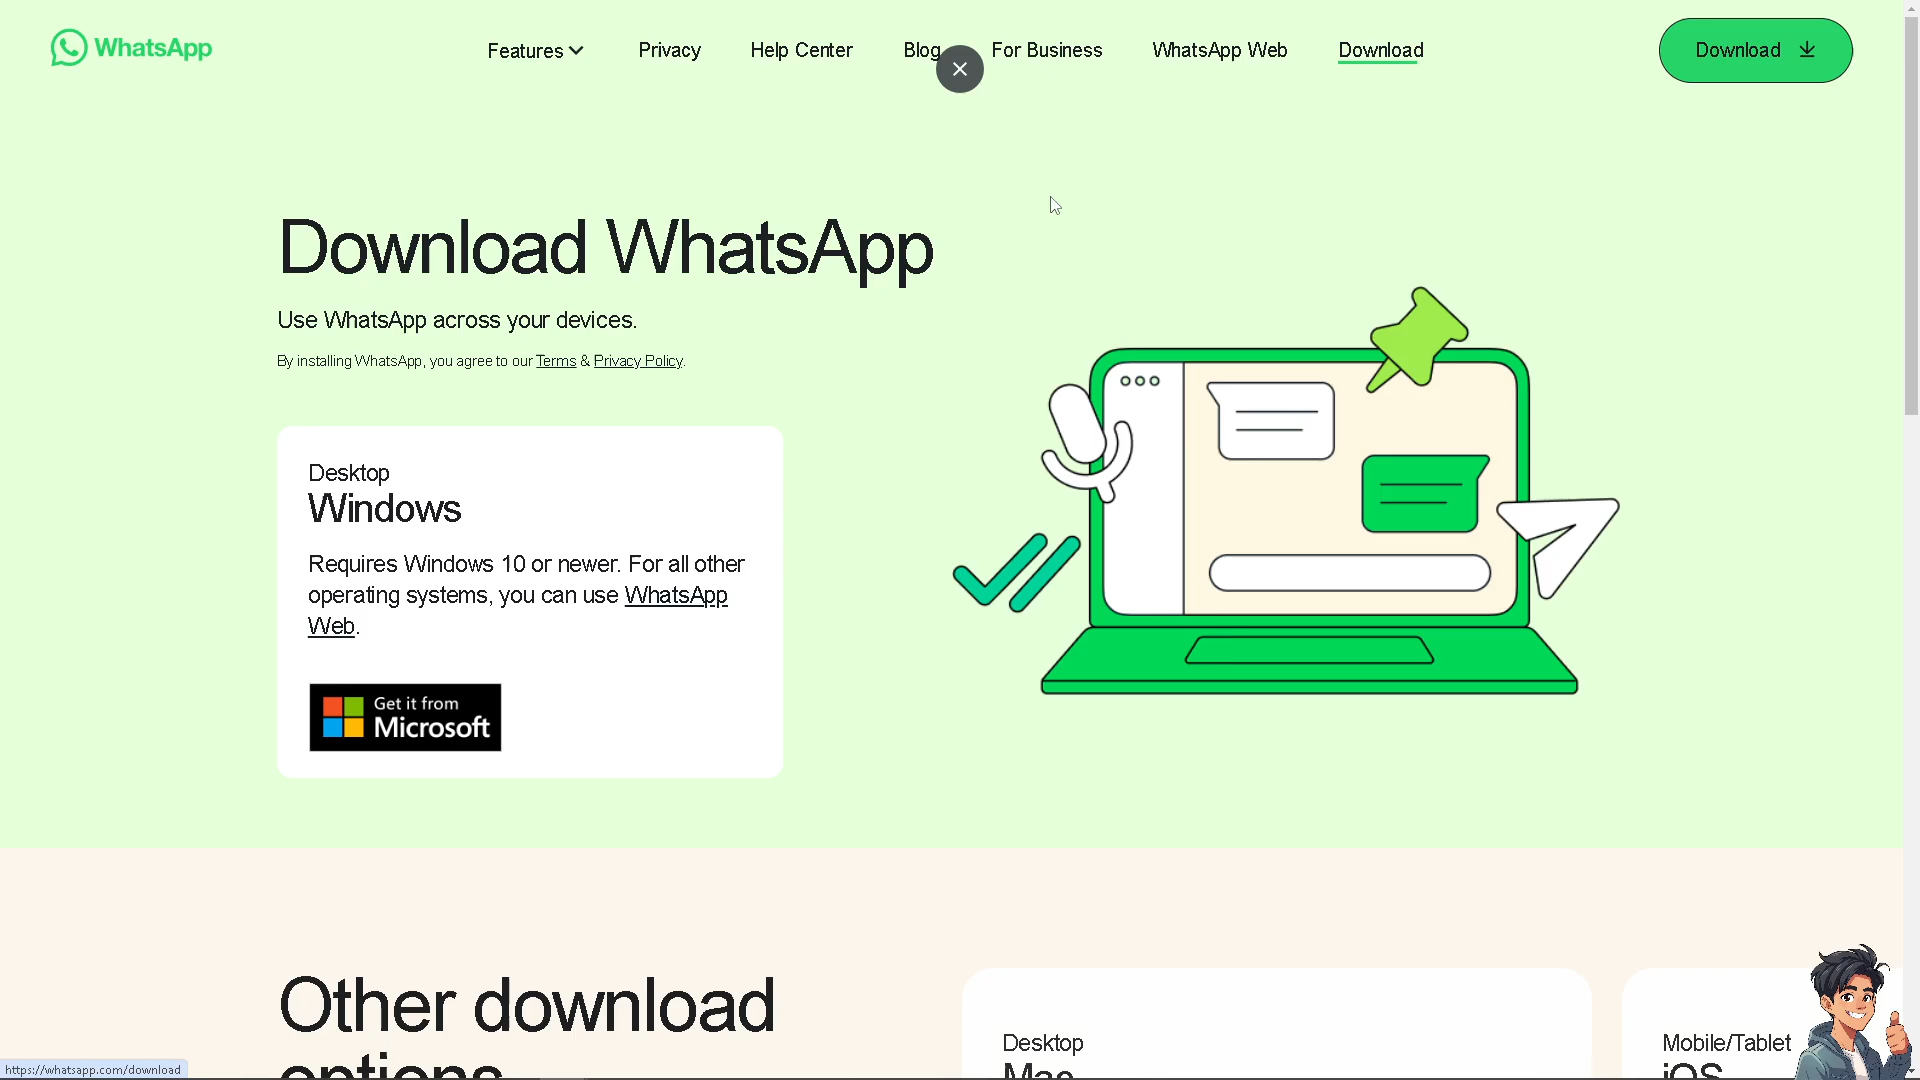 WhatsApp
Features
Privacy
Help Center
Blog
For Business
WhatsApp Web
Download
Download
Download WhatsApp
Use WhatsApp across your devices.
By installing WhatsApp, you agree to our Terms & Privacy Policy.
Desktop
Windows
Requires Windows 10 or newer. For all other
operating systems, you can use WhatsApp
Web.
Get it from
Microsoft
Other download
options
Desktop
Mac
Mobile/Tablet
iOS
https://whatsapp.com/download